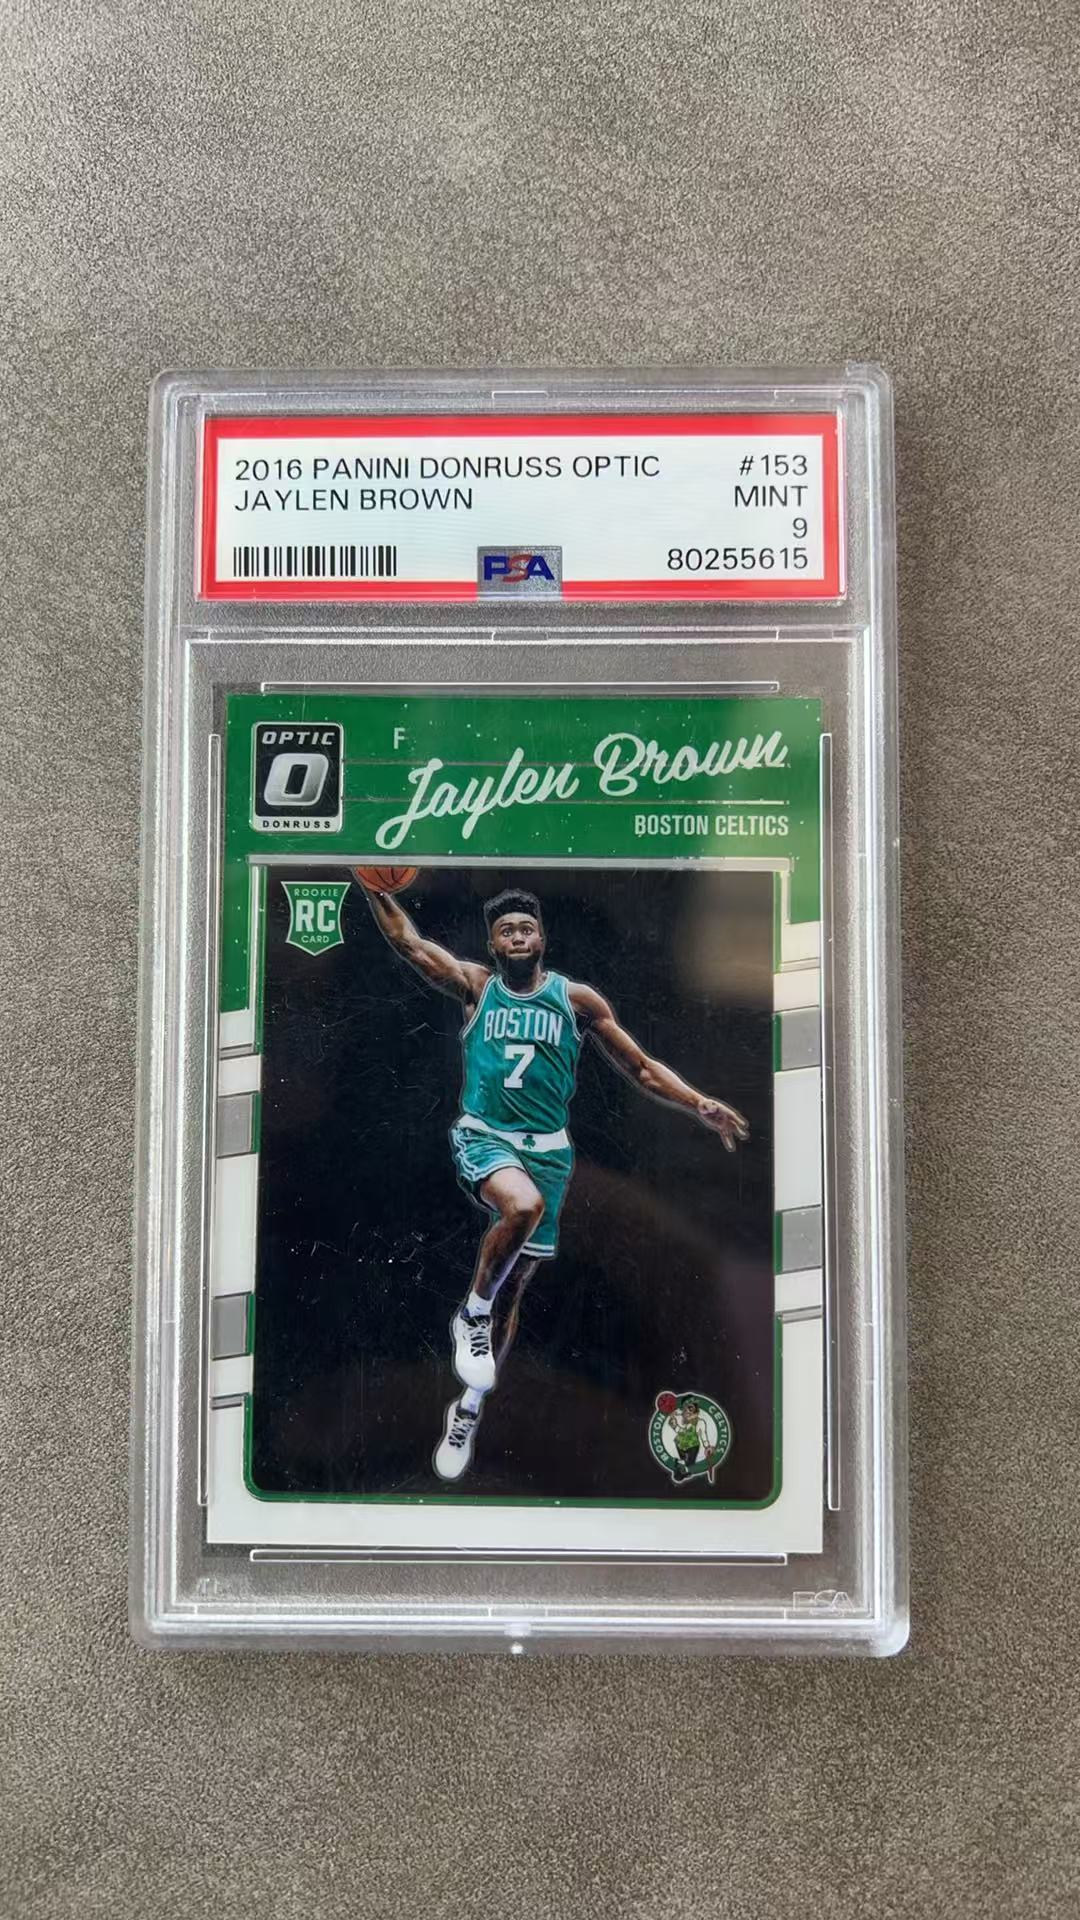 2016 PANINI DONRUSS OPTIC #153
JAYLEN BROWN MINT
9
PSA 80255615
OPTIC
O
DONRUSS
F
Jaylen Brown
BOSTON CELTICS
ROOKIE
RC
CARD
BOSTON
7
BOSTON CELTICS
PSA